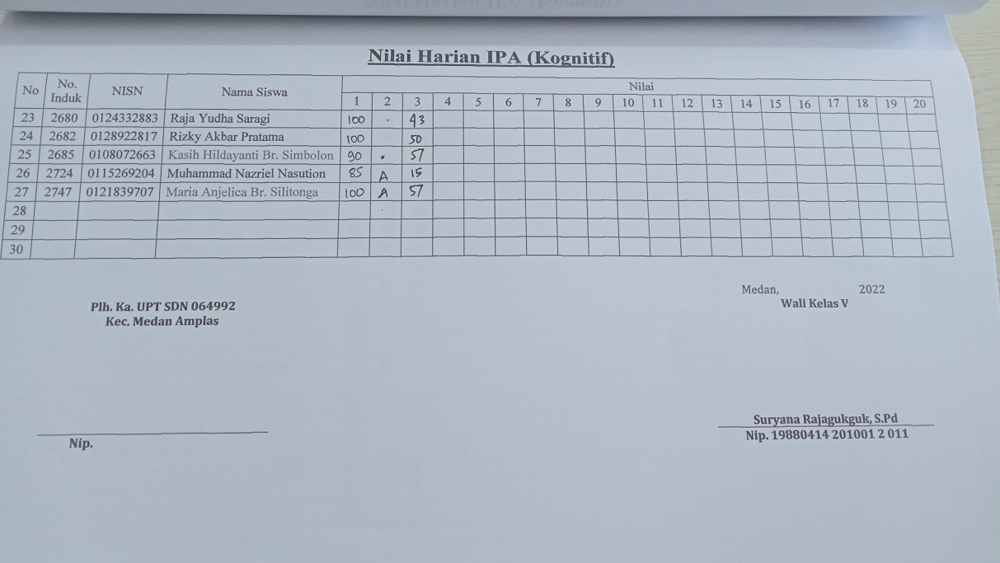 Nilai Harian IPA (Kognitif)
No No. Induk NISN Nama Siswa Nilai
1 2 3 4 5 6 7 8 9 10 11 12 13 14 15 16 17 18 19 20
23 2680 0124332883 Raja Yudha Saragi 100 . 43
24 2682 0128922817 Rizky Akbar Pratama 100 50
25 2685 0108072663 Kasih Hildayanti Br. Simbolon 90 . 57
26 2724 0115269204 Muhammad Nazriel Nasution 85 A 15
27 2747 0121839707 Maria Anjelica Br. Silitonga 100 A 57
28
29
30
Medan, 2022
Wali Kelas V
Plh. Ka. UPT SDN 064992
Kec. Medan Amplas
Suryana Rajagukguk, S.Pd
Nip. 19880414 201001 2 011
Nip.